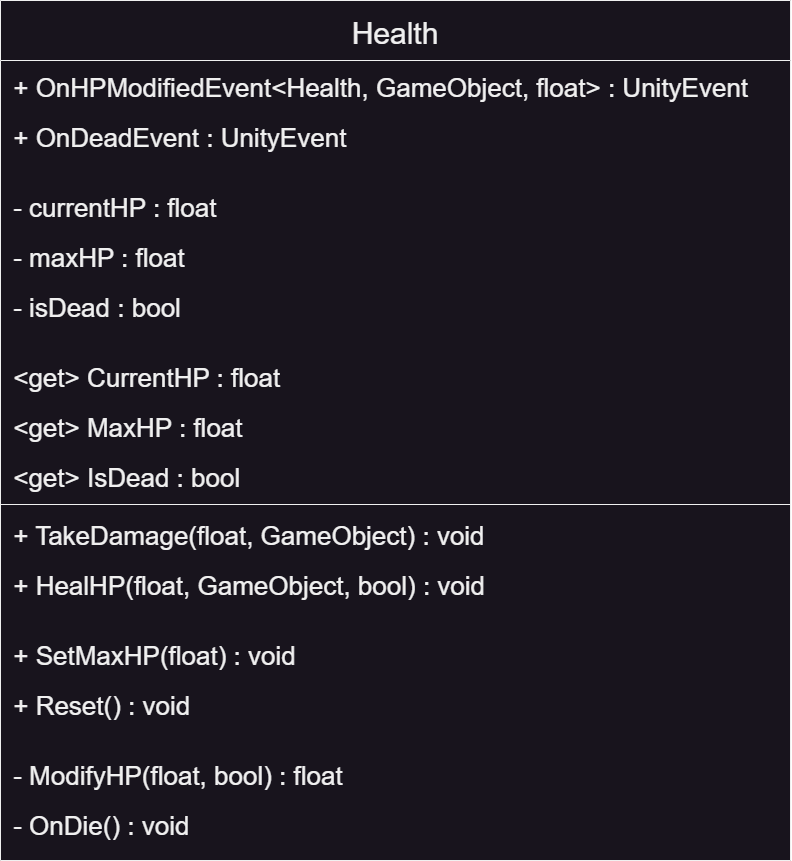 Health
+ OnHPModifiedEvent<Health, GameObject, float> : UnityEvent
+ OnDeadEvent : UnityEvent
- currentHP : float
- maxHP : float
- isDead : bool
<get> CurrentHP : float
<get> MaxHP : float
<get> IsDead : bool
+ TakeDamage(float, GameObject) : void
+ HealHP(float, GameObject, bool) : void
+ SetMaxHP(float) : void
+ Reset() : void
- ModifyHP(float, bool) : float
- OnDie() : void